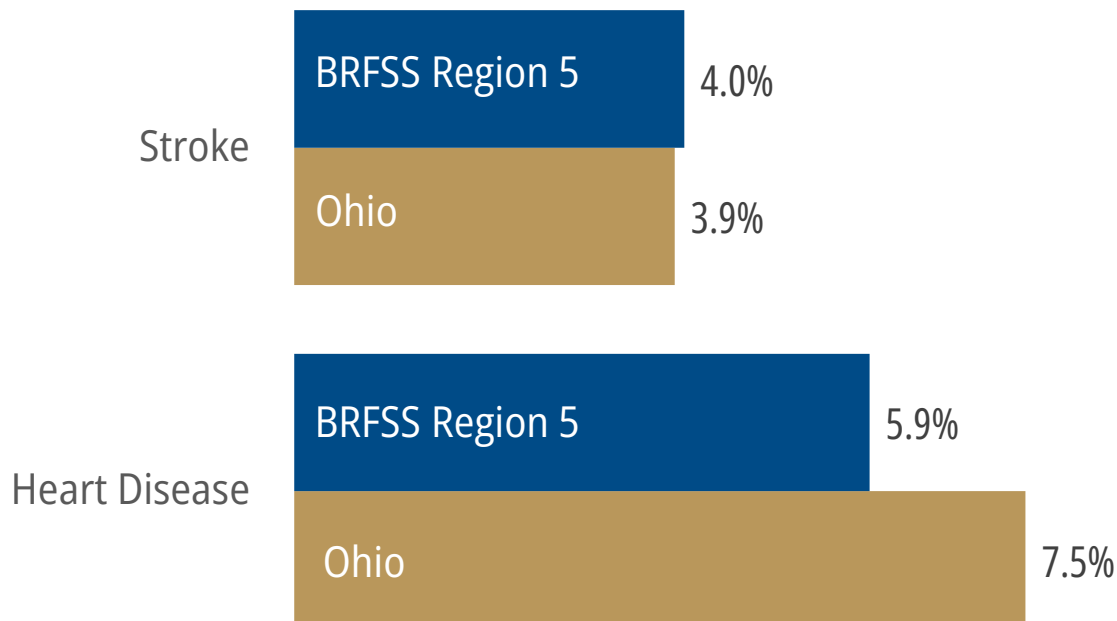 Stroke
BRFSS Region 5
4.0%
Ohio
3.9%
Heart Disease
BRFSS Region 5
5.9%
Ohio
7.5%